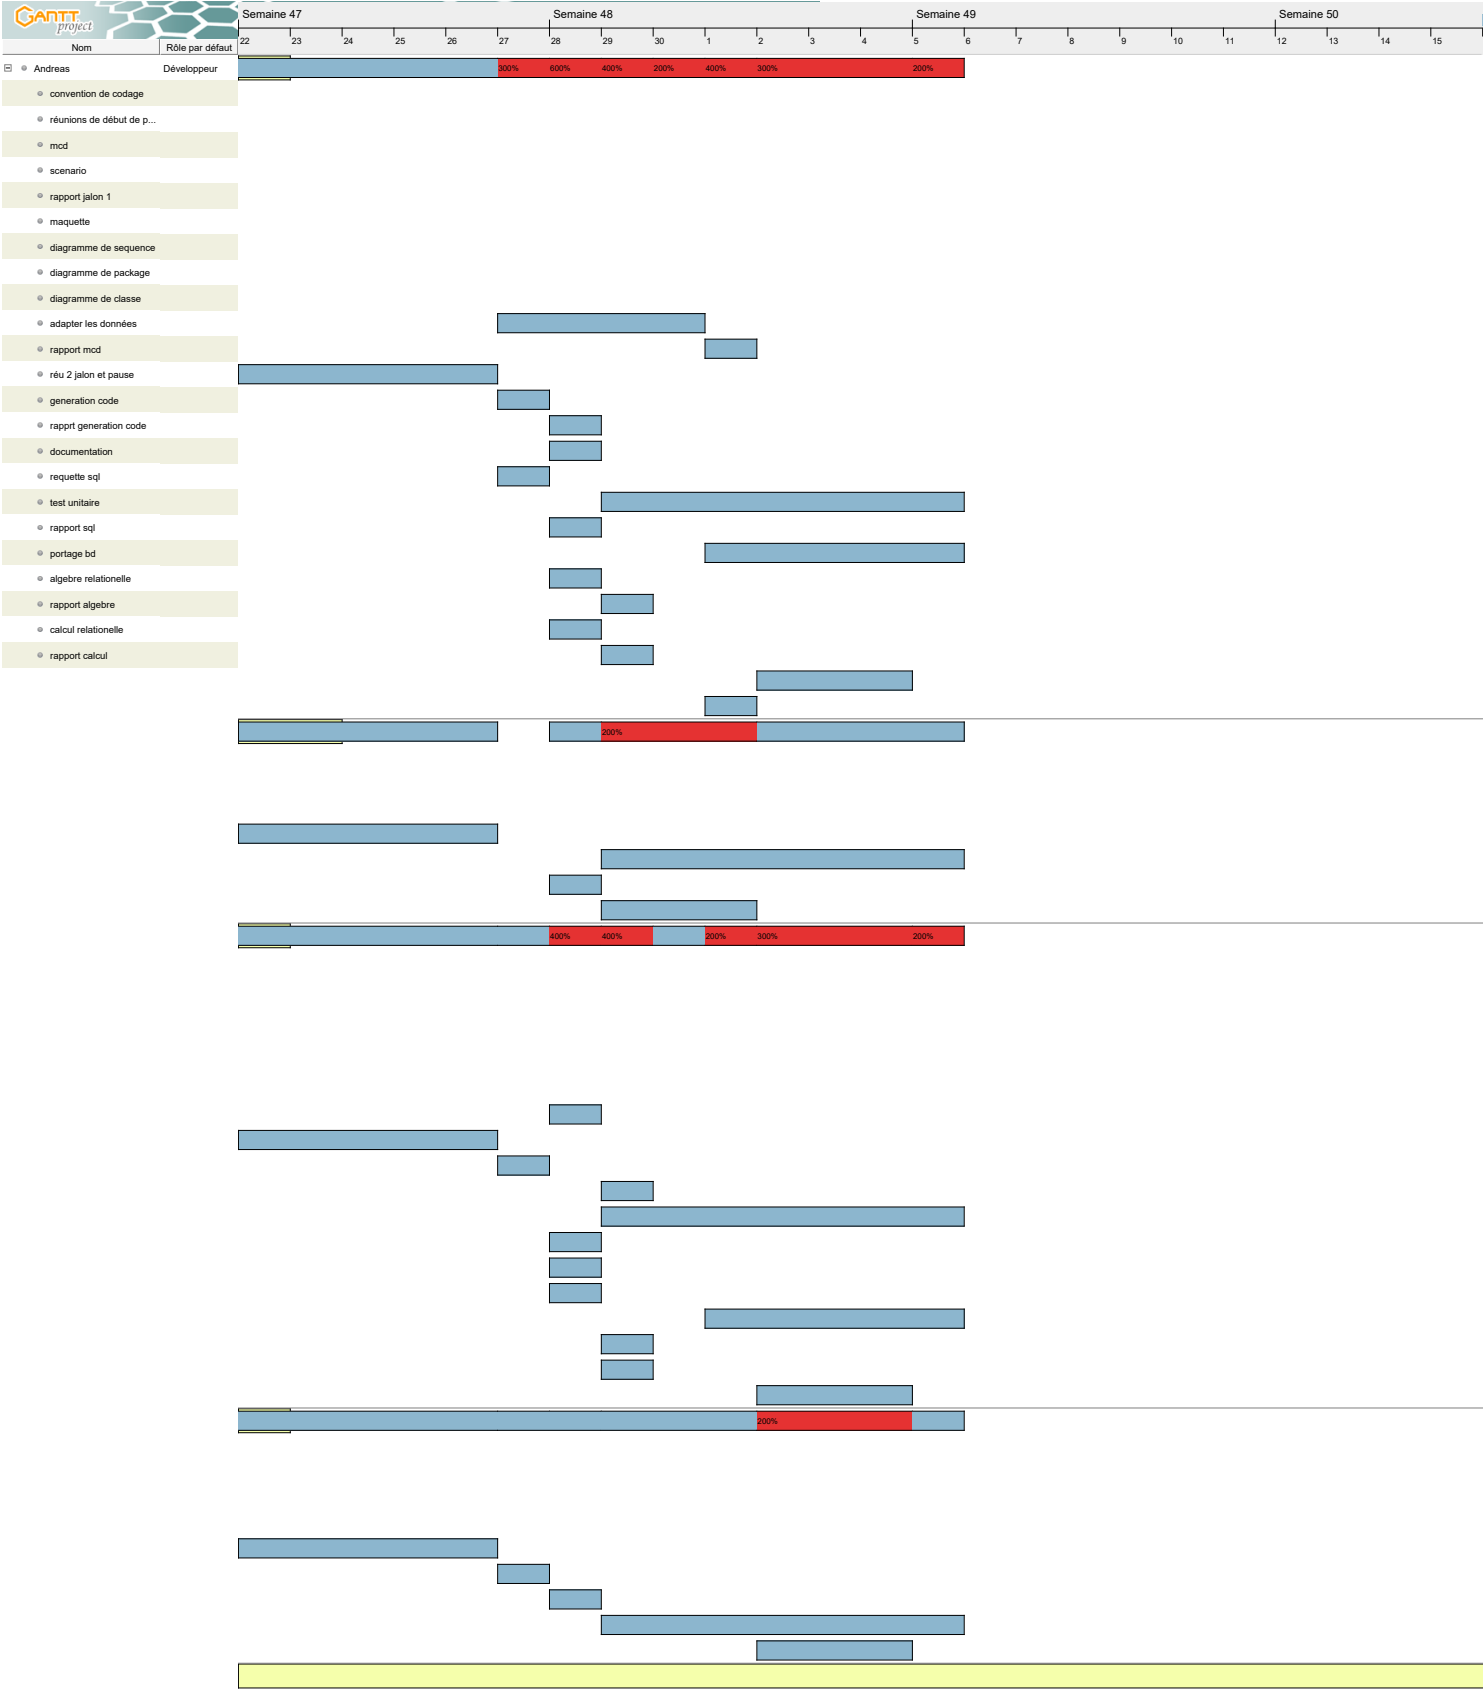 GANTT
project
Semaine 47 Semaine 48 Semaine 49 Semaine 50
Nom Rôle par défaut 22 23 24 25 26 27 28 29 30 1 2 3 4 5 6 7 8 9 10 11 12 13 14 15
Andreas Développeur 300% 600% 400% 200% 400% 300% 200%
convention de codage
réunions de début de p...
mcd
scenario
rapport jalon 1
maquette
diagramme de sequence
diagramme de package
diagramme de classe
adapter les données
rapport mcd
réu 2 jalon et pause
generation code
rapprt generation code
documentation
requette sql
test unitaire
rapport sql
portage bd
algebre relationelle
rapport algebre
calcul relationelle
rapport calcul
200%
400% 400% 200% 300% 200%
200%